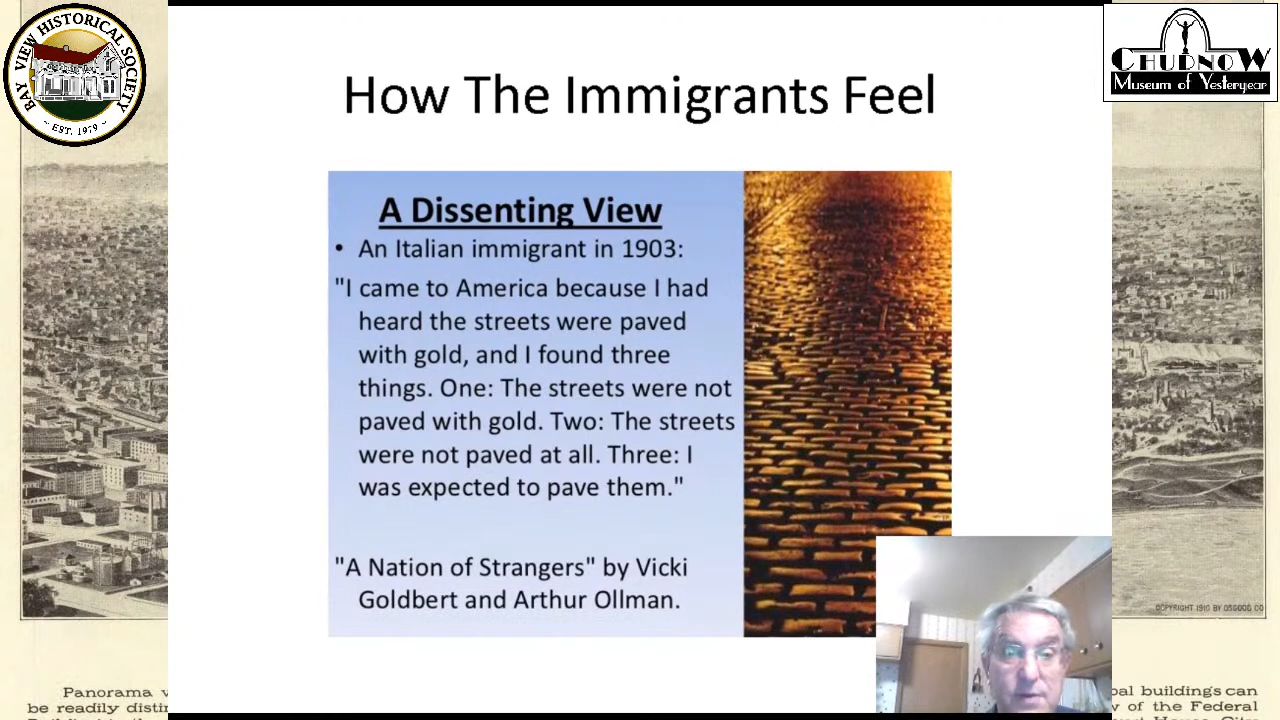 BAY VIEW HISTORICAL SOCIETY
~ EST. 1979 ~
CHUDNOW
Museum of Yesteryear
How The Immigrants Feel
A Dissenting View
• An Italian immigrant in 1903:
"I came to America because I had
heard the streets were paved
with gold, and I found three
things. One: The streets were not
paved with gold. Two: The streets
were not paved at all. Three: I
was expected to pave them."
"A Nation of Strangers" by Vicki
Goldbert and Arthur Ollman.
COPYRIGHT 1910 BY OSGOOD CO
Panorama
be readily
buildings can
of the Federal